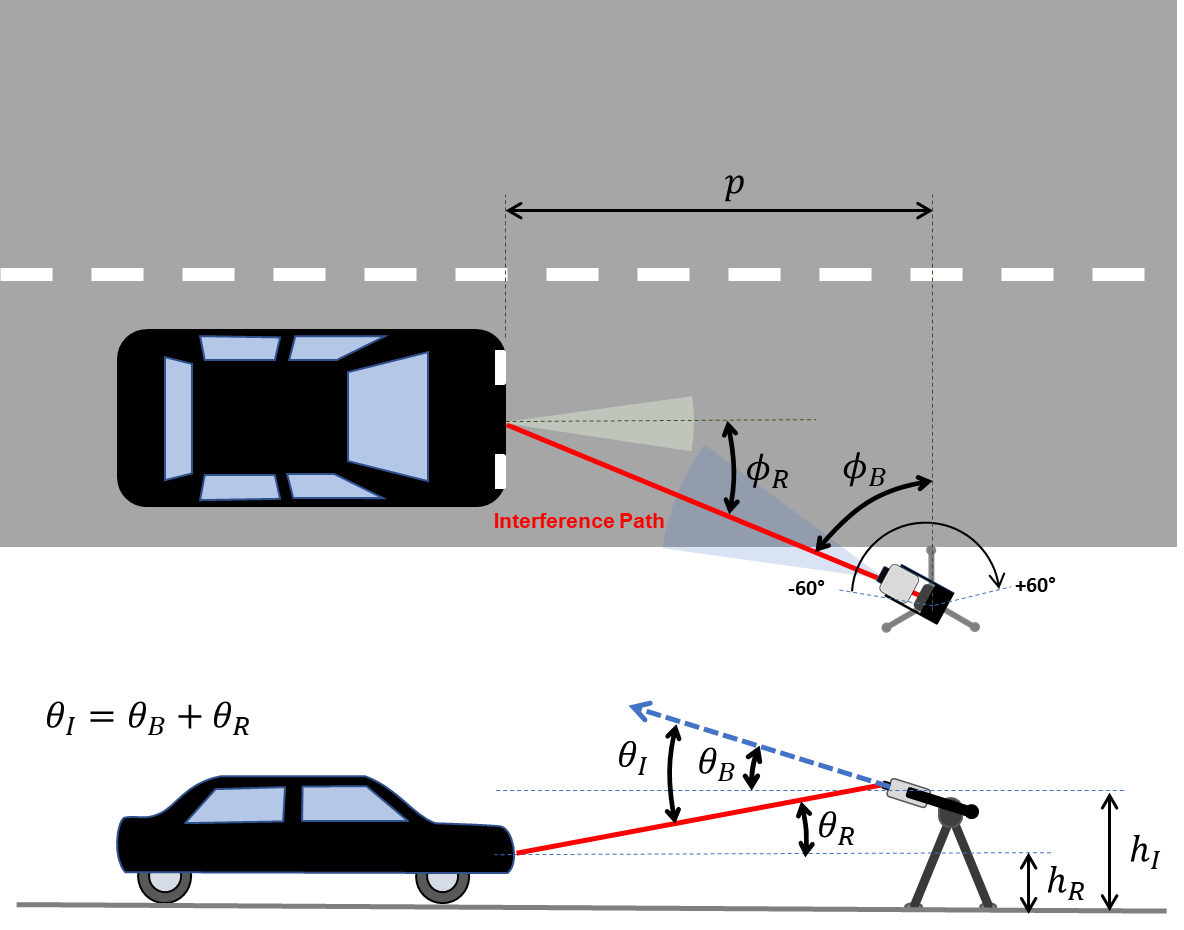 p
ϕR
ϕB
Interference Path
-60°
+60°
θI = θB + θR
θI
θB
θR
hI
hR